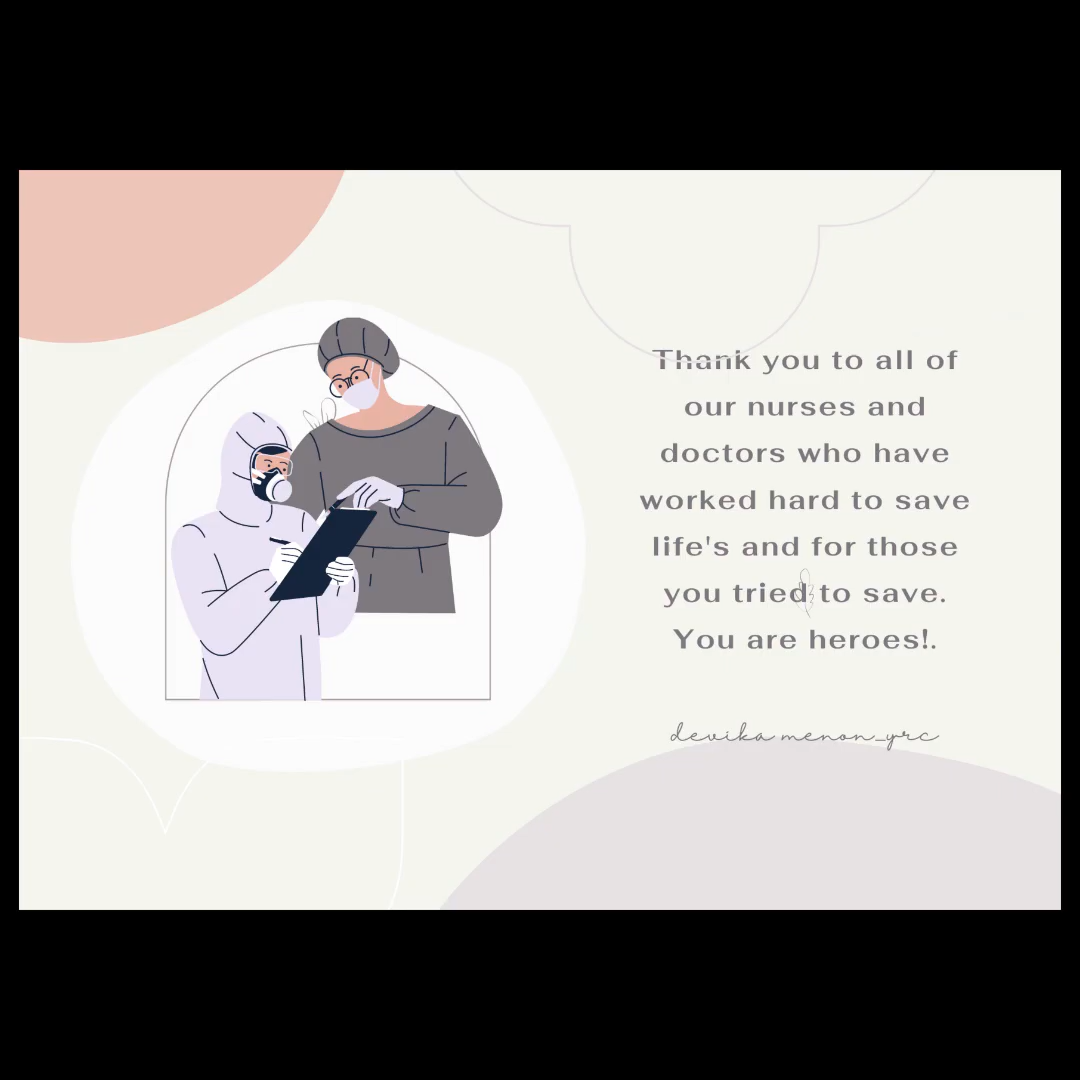 Thank you to all of
our nurses and
doctors who have
worked hard to save
life's and for those
you tried to save.
You are heroes!.
devika menon_yrc